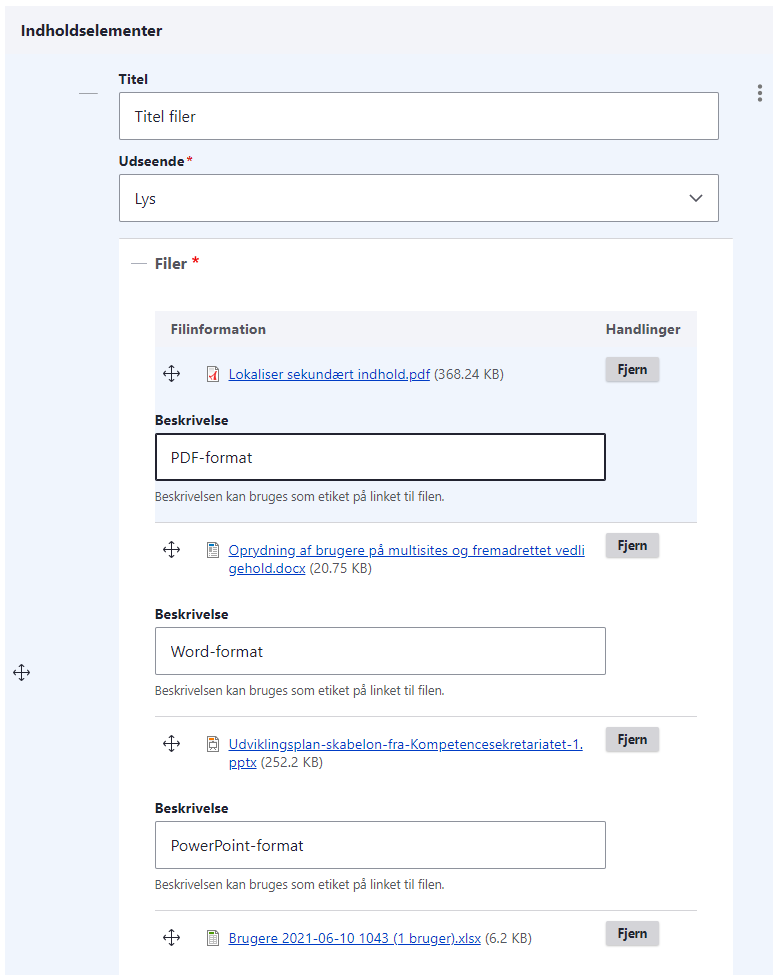 Indholdselementer
Titel
Titel filer
Udseende*
Lys
Filer *
Filinformation Handlinger
Lokaliser sekundært indhold.pdf (368.24 KB) Fjern
Beskrivelse
PDF-format
Beskrivelsen kan bruges som etiket på linket til filen.
Oprydning af brugere på multisites og fremadrettet vedli Fjern
gehold.docx (20.75 KB)
Beskrivelse
Word-format
Beskrivelsen kan bruges som etiket på linket til filen.
Udviklingsplan-skabelon-fra-Kompetencesekretariatet-1. Fjern
pptx (252.2 KB)
Beskrivelse
PowerPoint-format
Beskrivelsen kan bruges som etiket på linket til filen.
Brugere 2021-06-10 1043 (1 bruger).xlsx (6.2 KB) Fjern